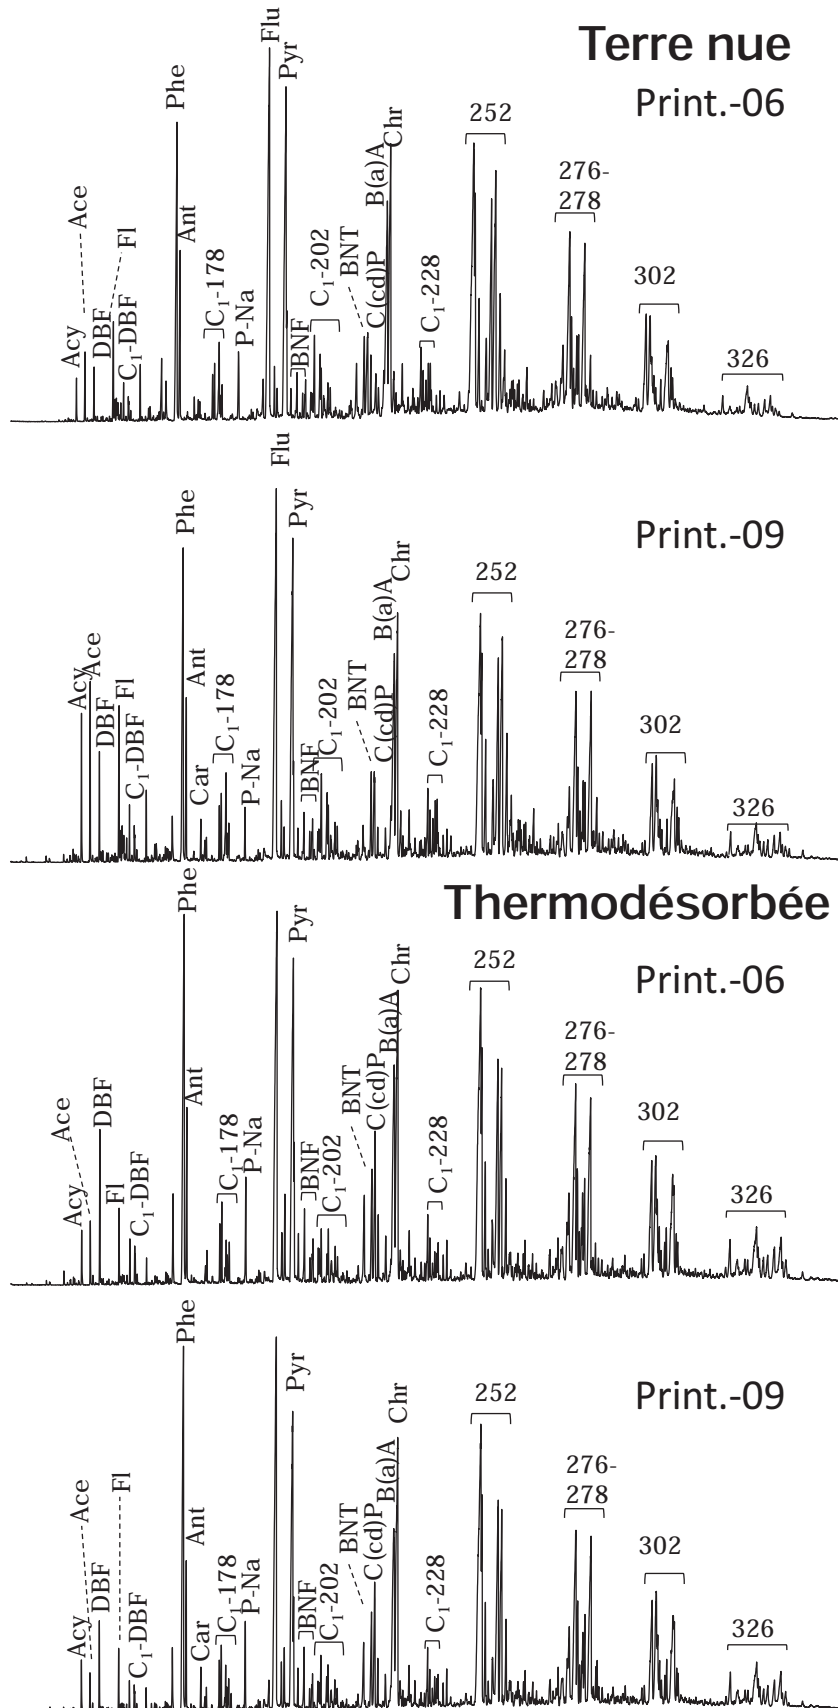 Terre nue
Print.-06
Acy
Ace
DBF
Fl
C₁-DBF
Phe
Ant
C₁-178
P-Na
Flu
Pyr
BNF
C₁-202
BNT
C(cd)P
B(a)A
Chr
C₁-228
252
276-
278
302
326
Print.-09
Acy
Ace
DBF
Fl
C₁-DBF
Phe
Ant
Car
C₁-178
P-Na
Flu
Pyr
BNF
C₁-202
BNT
C(cd)P
B(a)A
Chr
C₁-228
252
276-
278
302
326
Thermodésorbée
Print.-06
Acy
Ace
DBF
Fl
C₁-DBF
Phe
Ant
C₁-178
P-Na
Pyr
BNF
C₁-202
BNT
C(cd)P
B(a)A
Chr
C₁-228
252
276-
278
302
326
Print.-09
Acy
Ace
DBF
Fl
C₁-DBF
Phe
Ant
Car
C₁-178
P-Na
Pyr
BNF
C₁-202
BNT
C(cd)P
B(a)A
Chr
C₁-228
252
276-
278
302
326